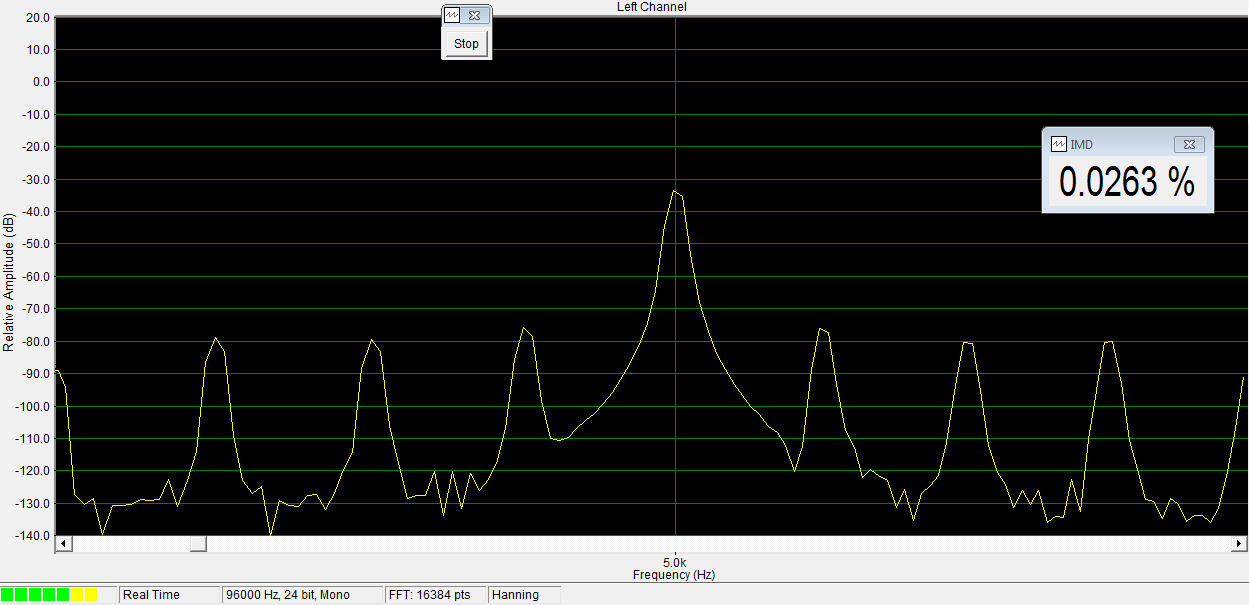 Left Channel
Stop
IMD
0.0263 %
Relative Amplitude (dB)
20.0
10.0
0.0
-10.0
-20.0
-30.0
-40.0
-50.0
-60.0
-70.0
-80.0
-90.0
-100.0
-110.0
-120.0
-130.0
-140.0
5.0k
Frequency (Hz)
Real Time
96000 Hz, 24 bit, Mono
FFT: 16384 pts
Hanning